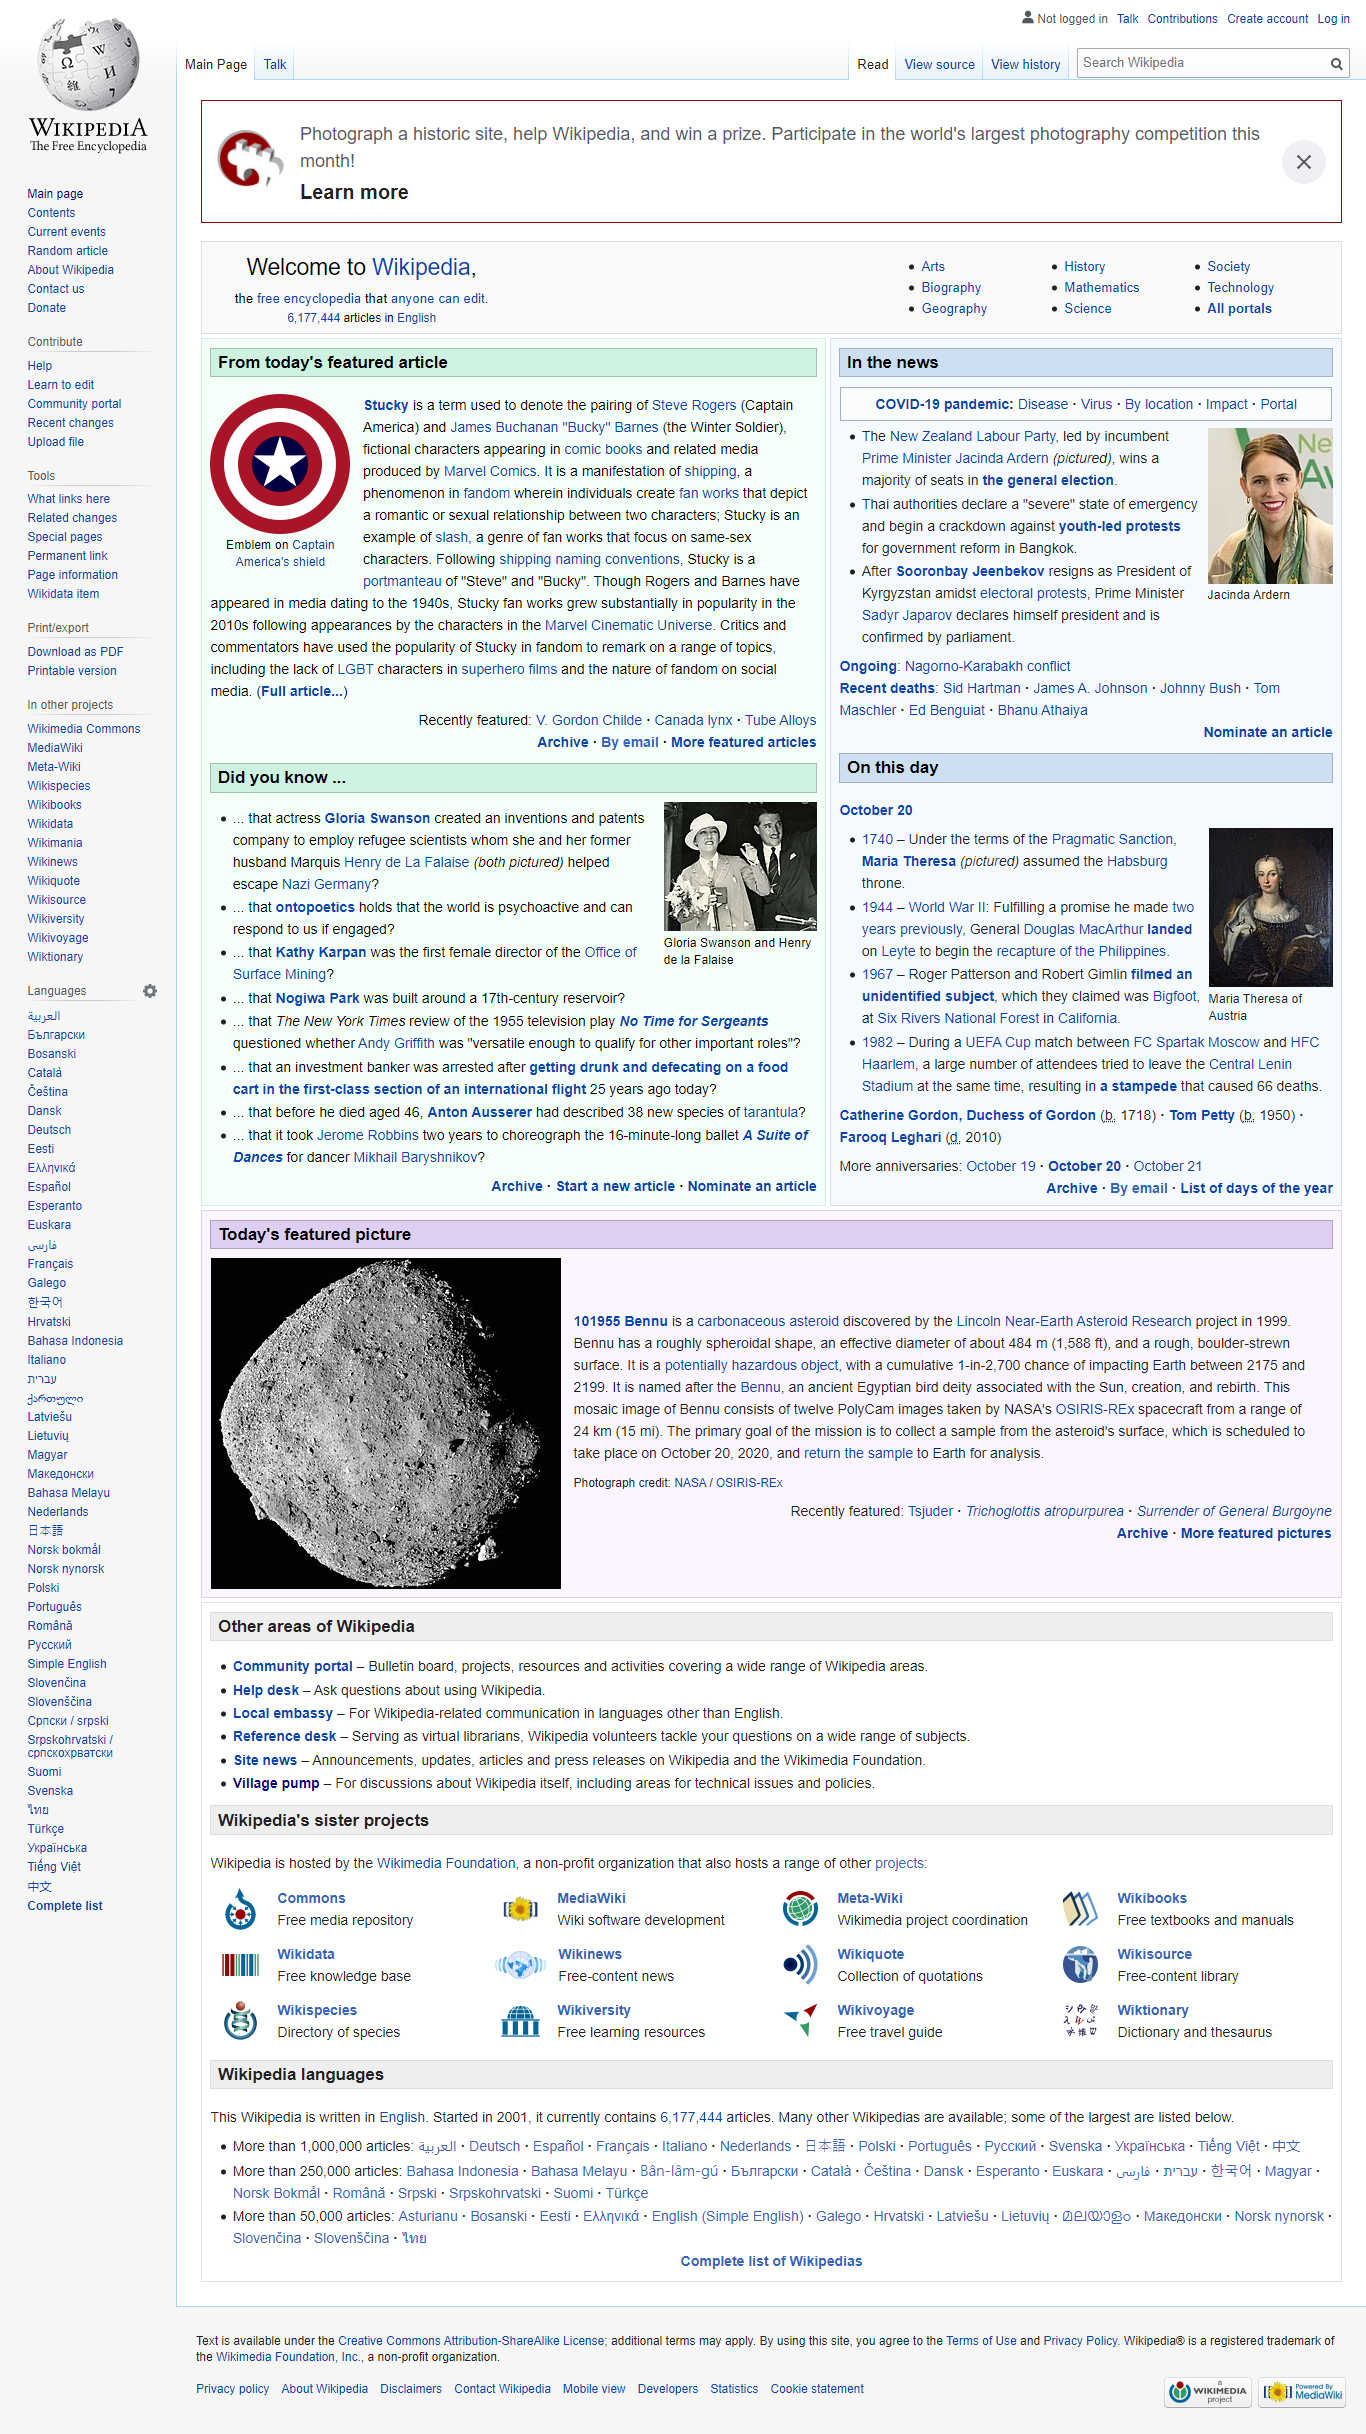 Not logged in Talk Contributions Create account Log in
Main Page Talk Read View source View history Search Wikipedia
WIKIPEDIA
The Free Encyclopedia
Main page
Contents
Current events
Random article
About Wikipedia
Contact us
Donate
Contribute
Help
Learn to edit
Community portal
Recent changes
Upload file
Tools
What links here
Related changes
Special pages
Permanent link
Page information
Wikidata item
Print/export
Download as PDF
Printable version
In other projects
Wikimedia Commons
MediaWiki
Meta-Wiki
Wikispecies
Wikibooks
Wikidata
Wikimania
Wikinews
Wikiquote
Wikisource
Wikiversity
Wikivoyage
Wiktionary
Languages
العربية
Български
Bosanski
Català
Čeština
Dansk
Deutsch
Eesti
Ελληνικά
Español
Esperanto
Euskara
فارسی
Français
Galego
한국어
Hrvatski
Bahasa Indonesia
Italiano
עברית
ქართული
Latviešu
Lietuvių
Magyar
Македонски
Bahasa Melayu
Nederlands
日本語
Norsk bokmål
Norsk nynorsk
Polski
Português
Română
Русский
Simple English
Slovenčina
Slovenščina
Српски / srpski
Srpskohrvatski /
српскохрватски
Suomi
Svenska
ไทย
Türkçe
Українська
Tiếng Việt
中文
Complete list
Photograph a historic site, help Wikipedia, and win a prize. Participate in the world's largest photography competition this
month!
Learn more
Welcome to Wikipedia,
the free encyclopedia that anyone can edit.
6,177,444 articles in English
Arts
Biography
Geography
History
Mathematics
Science
Society
Technology
All portals
From today's featured article
Emblem on Captain
America's shield
Stucky is a term used to denote the pairing of Steve Rogers (Captain
America) and James Buchanan "Bucky" Barnes (the Winter Soldier),
fictional characters appearing in comic books and related media
produced by Marvel Comics. It is a manifestation of shipping, a
phenomenon in fandom wherein individuals create fan works that depict
a romantic or sexual relationship between two characters; Stucky is an
example of slash, a genre of fan works that focus on same-sex
characters. Following shipping naming conventions, Stucky is a
portmanteau of "Steve" and "Bucky". Though Rogers and Barnes have
appeared in media dating to the 1940s, Stucky fan works grew substantially in popularity in the
2010s following appearances by the characters in the Marvel Cinematic Universe. Critics and
commentators have used the popularity of Stucky in fandom to remark on a range of topics,
including the lack of LGBT characters in superhero films and the nature of fandom on social
media. (Full article...)
Recently featured: V. Gordon Childe · Canada lynx · Tube Alloys
Archive · By email · More featured articles
Did you know ...
... that actress Gloria Swanson created an inventions and patents
company to employ refugee scientists whom she and her former
husband Marquis Henry de La Falaise (both pictured) helped
escape Nazi Germany?
Gloria Swanson and Henry
de la Falaise
... that ontopoetics holds that the world is psychoactive and can
respond to us if engaged?
... that Kathy Karpan was the first female director of the Office of
Surface Mining?
... that Nogiwa Park was built around a 17th-century reservoir?
... that The New York Times review of the 1955 television play No Time for Sergeants
questioned whether Andy Griffith was "versatile enough to qualify for other important roles"?
... that an investment banker was arrested after getting drunk and defecating on a food
cart in the first-class section of an international flight 25 years ago today?
... that before he died aged 46, Anton Ausserer had described 38 new species of tarantula?
... that it took Jerome Robbins two years to choreograph the 16-minute-long ballet A Suite of
Dances for dancer Mikhail Baryshnikov?
Archive · Start a new article · Nominate an article
In the news
COVID-19 pandemic: Disease · Virus · By location · Impact · Portal
The New Zealand Labour Party, led by incumbent
Prime Minister Jacinda Ardern (pictured), wins a
majority of seats in the general election.
Jacinda Ardern
Thai authorities declare a "severe" state of emergency
and begin a crackdown against youth-led protests
for government reform in Bangkok.
After Sooronbay Jeenbekov resigns as President of
Kyrgyzstan amidst electoral protests, Prime Minister
Sadyr Japarov declares himself president and is
confirmed by parliament.
Ongoing: Nagorno-Karabakh conflict
Recent deaths: Sid Hartman · James A. Johnson · Johnny Bush · Tom
Maschler · Ed Benguiat · Bhanu Athaiya
Nominate an article
On this day
October 20
1740 – Under the terms of the Pragmatic Sanction,
Maria Theresa (pictured) assumed the Habsburg
throne.
Maria Theresa of
Austria
1944 – World War II: Fulfilling a promise he made two
years previously, General Douglas MacArthur landed
on Leyte to begin the recapture of the Philippines.
1967 – Roger Patterson and Robert Gimlin filmed an
unidentified subject, which they claimed was Bigfoot,
at Six Rivers National Forest in California.
1982 – During a UEFA Cup match between FC Spartak Moscow and HFC
Haarlem, a large number of attendees tried to leave the Central Lenin
Stadium at the same time, resulting in a stampede that caused 66 deaths.
Catherine Gordon, Duchess of Gordon (b. 1718) · Tom Petty (b. 1950) ·
Farooq Leghari (d. 2010)
More anniversaries: October 19 · October 20 · October 21
Archive · By email · List of days of the year
Today's featured picture
101955 Bennu is a carbonaceous asteroid discovered by the Lincoln Near-Earth Asteroid Research project in 1999.
Bennu has a roughly spheroidal shape, an effective diameter of about 484 m (1,588 ft), and a rough, boulder-strewn
surface. It is a potentially hazardous object, with a cumulative 1-in-2,700 chance of impacting Earth between 2175 and
2199. It is named after the Bennu, an ancient Egyptian bird deity associated with the Sun, creation, and rebirth. This
mosaic image of Bennu consists of twelve PolyCam images taken by NASA's OSIRIS-REx spacecraft from a range of
24 km (15 mi). The primary goal of the mission is to collect a sample from the asteroid's surface, which is scheduled to
take place on October 20, 2020, and return the sample to Earth for analysis.
Photograph credit: NASA / OSIRIS-REx
Recently featured: Tsjuder · Trichoglottis atropurpurea · Surrender of General Burgoyne
Archive · More featured pictures
Other areas of Wikipedia
Community portal – Bulletin board, projects, resources and activities covering a wide range of Wikipedia areas.
Help desk – Ask questions about using Wikipedia.
Local embassy – For Wikipedia-related communication in languages other than English.
Reference desk – Serving as virtual librarians, Wikipedia volunteers tackle your questions on a wide range of subjects.
Site news – Announcements, updates, articles and press releases on Wikipedia and the Wikimedia Foundation.
Village pump – For discussions about Wikipedia itself, including areas for technical issues and policies.
Wikipedia's sister projects
Wikipedia is hosted by the Wikimedia Foundation, a non-profit organization that also hosts a range of other projects:
Commons
Free media repository
MediaWiki
Wiki software development
Meta-Wiki
Wikimedia project coordination
Wikibooks
Free textbooks and manuals
Wikidata
Free knowledge base
Wikinews
Free-content news
Wikiquote
Collection of quotations
Wikisource
Free-content library
Wikispecies
Directory of species
Wikiversity
Free learning resources
Wikivoyage
Free travel guide
Wiktionary
Dictionary and thesaurus
Wikipedia languages
This Wikipedia is written in English. Started in 2001, it currently contains 6,177,444 articles. Many other Wikipedias are available; some of the largest are listed below.
More than 1,000,000 articles: العربية · Deutsch · Español · Français · Italiano · Nederlands · 日本語 · Polski · Português · Русский · Svenska · Українська · Tiếng Việt · 中文
More than 250,000 articles: Bahasa Indonesia · Bahasa Melayu · Bân-lâm-gú · Български · Català · Čeština · Dansk · Esperanto · Euskara · فارسی · עברית · 한국어 · Magyar ·
Norsk Bokmål · Română · Srpski · Srpskohrvatski · Suomi · Türkçe
More than 50,000 articles: Asturianu · Bosanski · Eesti · Ελληνικά · English (Simple English) · Galego · Hrvatski · Latviešu · Lietuvių · മലയാളം · Македонски · Norsk nynorsk ·
Slovenčina · Slovenščina · ไทย
Complete list of Wikipedias
Text is available under the Creative Commons Attribution-ShareAlike License; additional terms may apply. By using this site, you agree to the Terms of Use and Privacy Policy. Wikipedia® is a registered trademark of
the Wikimedia Foundation, Inc., a non-profit organization.
Privacy policy About Wikipedia Disclaimers Contact Wikipedia Mobile view Developers Statistics Cookie statement
A WIKIMEDIA project
Powered By MediaWiki